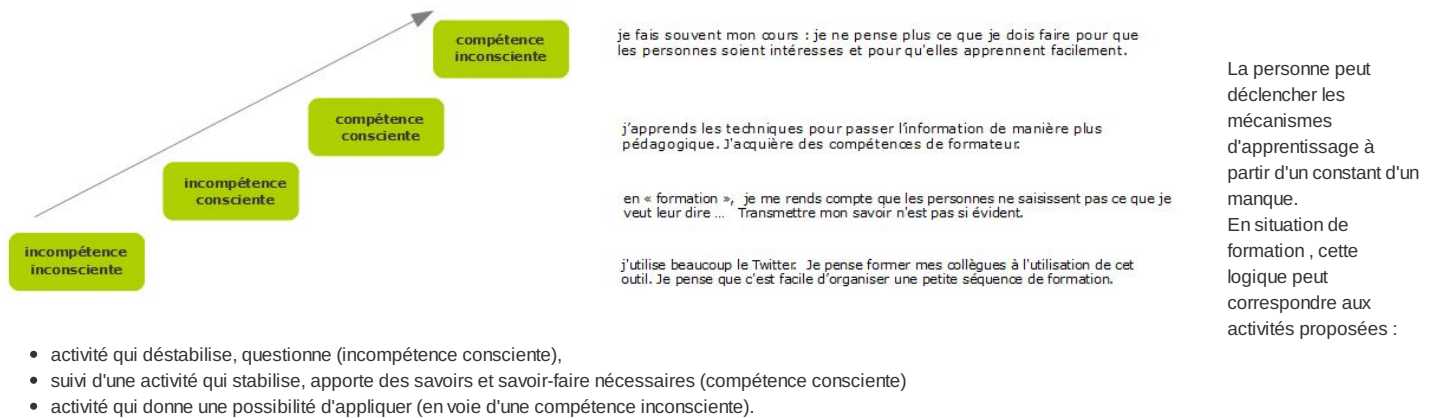 compétence
inconsciente
je fais souvent mon cours : je ne pense plus ce que je dois faire pour que
les personnes soient intéresses et pour qu'elles apprennent facilement.
compétence
consciente
j'apprends les techniques pour passer l'information de manière plus
pédagogique. J'acquière des compétences de formateur.
incompétence
consciente
en « formation », je me rends compte que les personnes ne saisissent pas ce que je
veut leur dire ... Transmettre mon savoir n'est pas si évident.
incompétence
inconsciente
j'utilise beaucoup le Twitter. Je pense former mes collègues à l'utilisation de cet
outil. Je pense que c'est facile d'organiser une petite séquence de formation.
La personne peut
déclencher les
mécanismes
d'apprentissage à
partir d'un constant d'un
manque.
En situation de
formation , cette
logique peut
correspondre aux
activités proposées :
• activité qui déstabilise, questionne (incompétence consciente),
• suivi d'une activité qui stabilise, apporte des savoirs et savoir-faire nécessaires (compétence consciente)
• activité qui donne une possibilité d'appliquer (en voie d'une compétence inconsciente).